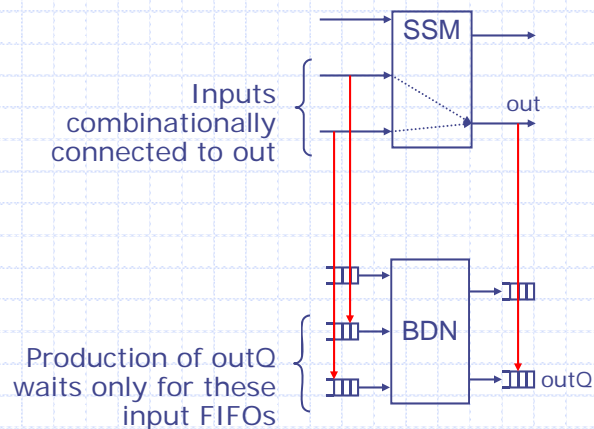 SSM
Inputs
combinationally
connected to out
out
BDN
Production of outQ
waits only for these
input FIFOs
outQ